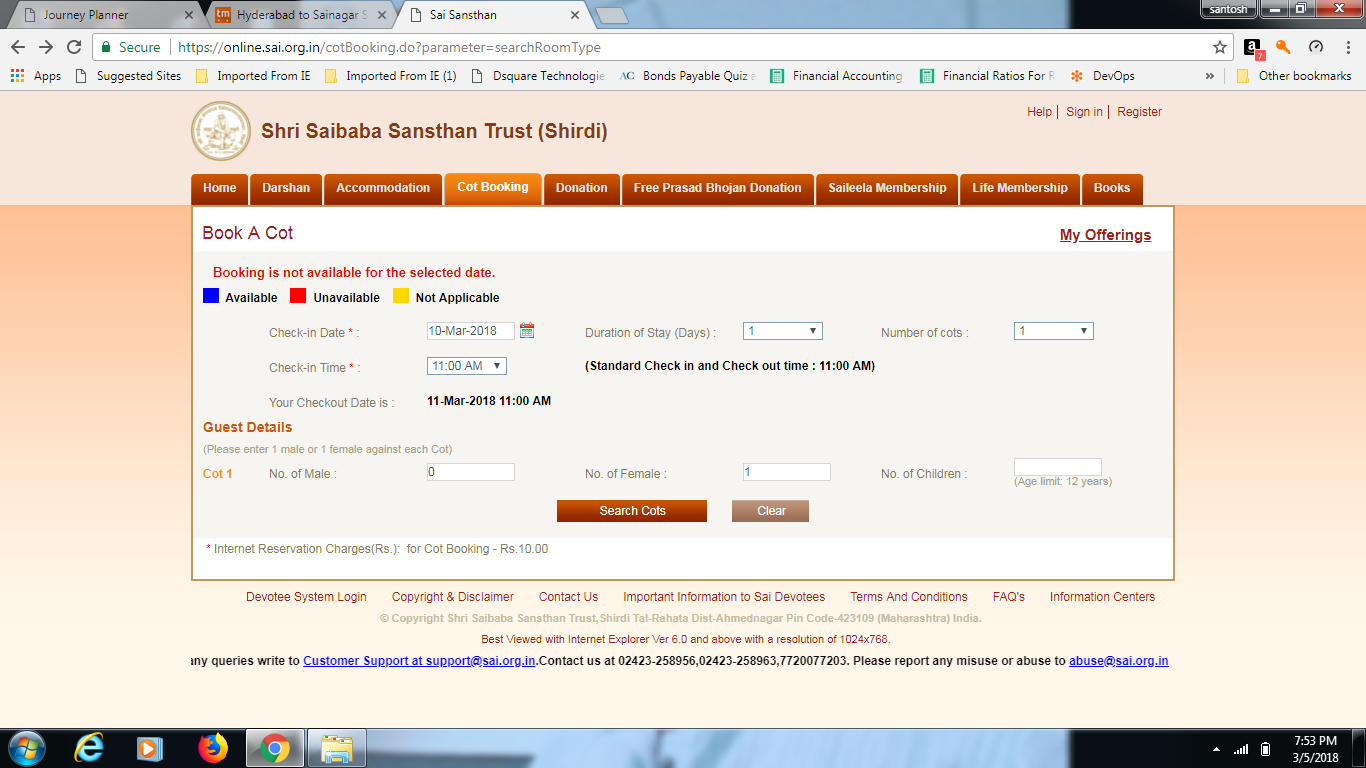 Journey Planner
Hyderabad to Sainagar S
Sai Sansthan
santosh
Secure https://online.sai.org.in/cotBooking.do?parameter=searchRoomType
7
Apps Suggested Sites Imported From IE Imported From IE (1) Dsquare Technologie Bonds Payable Quiz a Financial Accounting Financial Ratios For R DevOps » Other bookmarks
Help | Sign in | Register
Shri Saibaba Sansthan Trust (Shirdi)
Home Darshan Accommodation Cot Booking Donation Free Prasad Bhojan Donation Saileela Membership Life Membership Books
Book A Cot
My Offerings
Booking is not available for the selected date.
Available Unavailable Not Applicable
Check-in Date * : 10-Mar-2018 Duration of Stay (Days) : 1 Number of cots : 1
Check-in Time * : 11:00 AM (Standard Check in and Check out time : 11:00 AM)
Your Checkout Date is : 11-Mar-2018 11:00 AM
Guest Details
(Please enter 1 male or 1 female against each Cot)
Cot 1 No. of Male : 0 No. of Female : 1 No. of Children :
(Age limit: 12 years)
Search Cots Clear
* Internet Reservation Charges(Rs.): for Cot Booking - Rs.10.00
Devotee System Login Copyright & Disclaimer Contact Us Important Information to Sai Devotees Terms And Conditions FAQ's Information Centers
© Copyright Shri Saibaba Sansthan Trust,Shirdi Tal-Rahata Dist-Ahmednagar Pin Code-423109 (Maharashtra) India.
Best Viewed with Internet Explorer Ver 6.0 and above with a resolution of 1024x768.
any queries write to Customer Support at support@sai.org.in.Contact us at 02423-258956,02423-258963,7720077203. Please report any misuse or abuse to abuse@sai.org.in
7:53 PM
3/5/2018